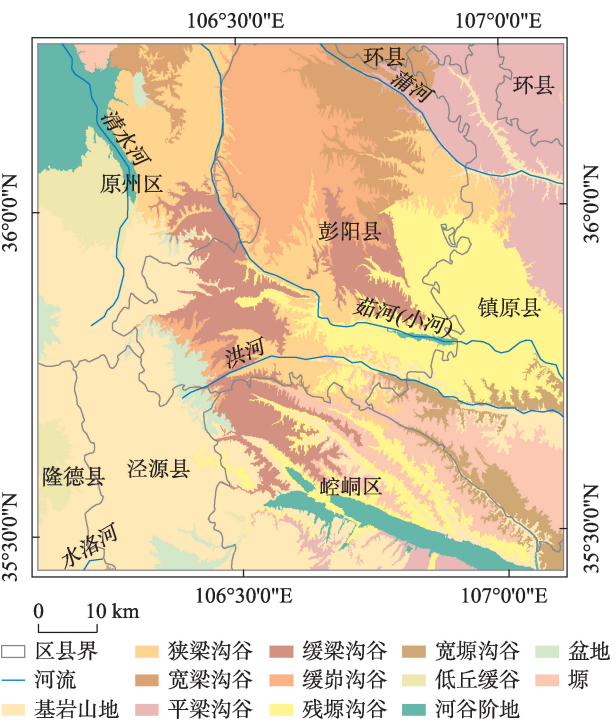 106°30'0"E 107°0'0"E
环县
蒲河
环县
清水河
原州区
36°0'0"N
36°0'0"N
彭阳县
茹河(小河)
镇原县
洪河
隆德县
泾源县
崆峒区
水洛河
35°30'0"N
35°30'0"N
106°30'0"E 107°0'0"E
0 10 km
区县界 狭梁沟谷 缓梁沟谷 宽塬沟谷 盆地
河流 宽梁沟谷 缓峁沟谷 低丘缓谷 塬
基岩山地 平梁沟谷 残塬沟谷 河谷阶地